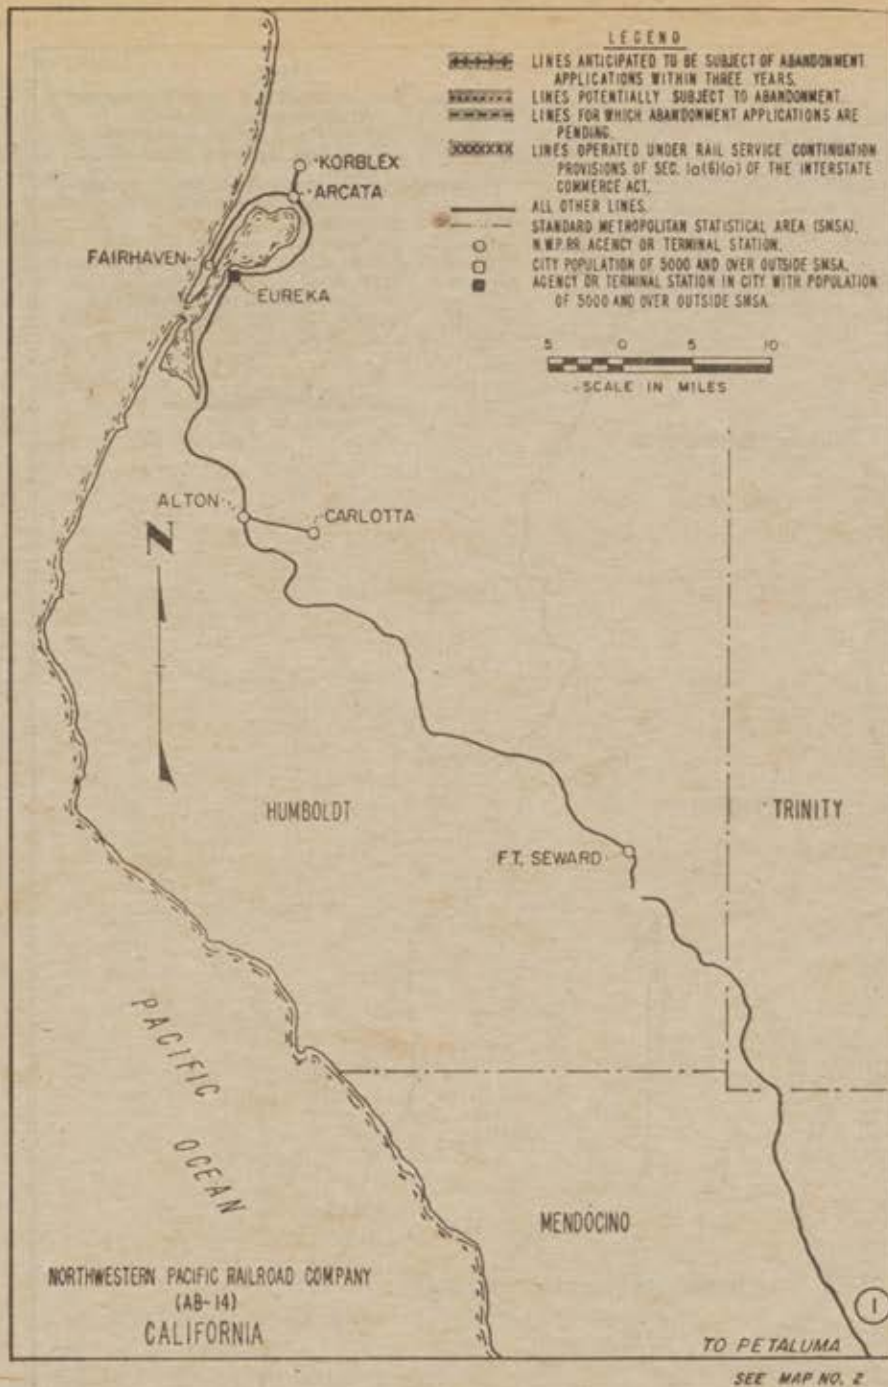 LEGEND
LINES ANTICIPATED TO BE SUBJECT OF ABANDONMENT
APPLICATIONS WITHIN THREE YEARS.
LINES POTENTIALLY SUBJECT TO ABANDONMENT.
LINES FOR WHICH ABANDONMENT APPLICATIONS ARE
PENDING.
LINES OPERATED UNDER RAIL SERVICE CONTINUATION
PROVISIONS OF SEC. 1a(6)(a) OF THE INTERSTATE
COMMERCE ACT.
ALL OTHER LINES.
STANDARD METROPOLITAN STATISTICAL AREA (SMSA).
N.W.P. RR AGENCY OR TERMINAL STATION.
CITY POPULATION OF 5000 AND OVER OUTSIDE SMSA.
AGENCY OR TERMINAL STATION IN CITY WITH POPULATION
OF 5000 AND OVER OUTSIDE SMSA.
5 0 5 10
SCALE IN MILES
KORBLEX
ARCATA
FAIRHAVEN
EUREKA
ALTON
CARLOTTA
N
HUMBOLDT
TRINITY
FT. SEWARD
PACIFIC
OCEAN
MENDOCINO
NORTHWESTERN PACIFIC RAILROAD COMPANY
(AB-14)
CALIFORNIA
1
TO PETALUMA
SEE MAP NO. 2